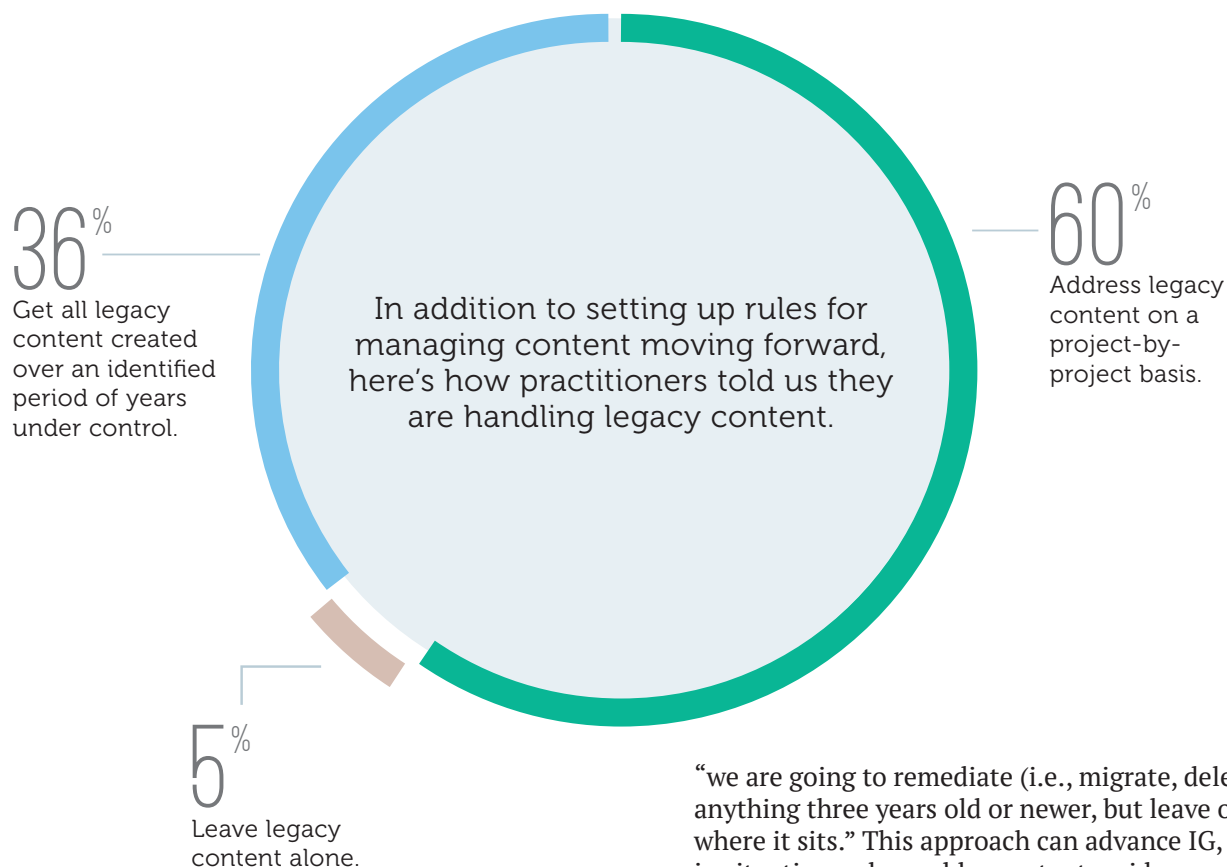 36%
Get all legacy
content created
over an identified
period of years
under control.
In addition to setting up rules for
managing content moving forward,
here’s how practitioners told us they
are handling legacy content.
60%
Address legacy
content on a
project-by-
project basis.
5%
Leave legacy
content alone.
“we are going to remediate (i.e., migrate,
anything three years old or newer, but leave
where it sits.” This approach can advance IG,